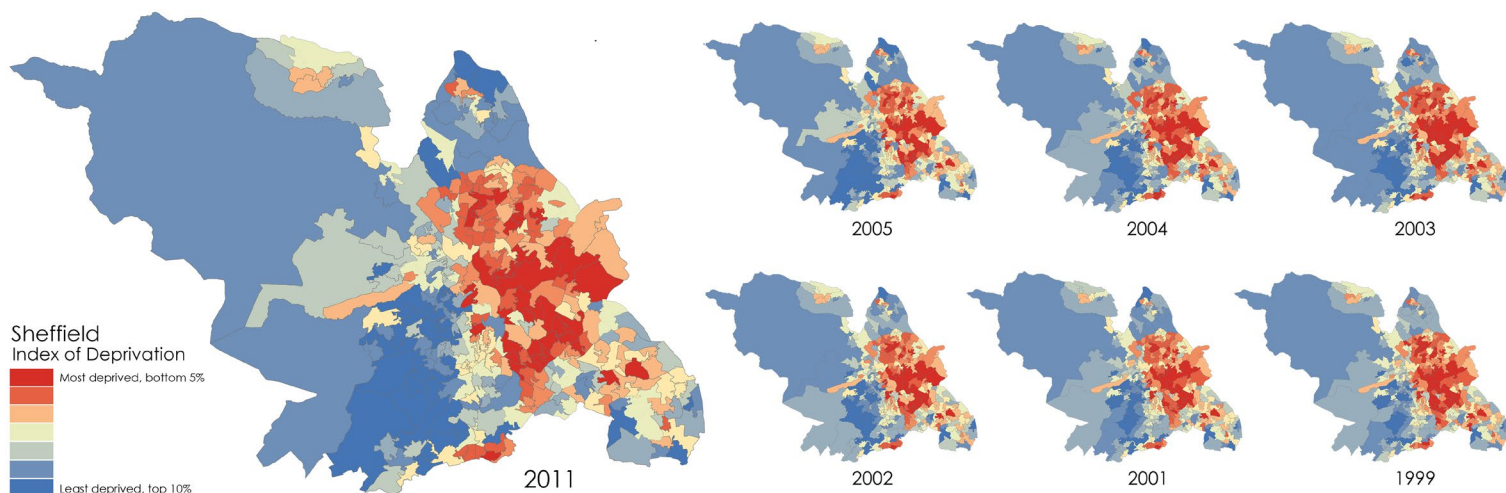 Sheffield
Index of Deprivation
Most deprived, bottom 5%
Least deprived, top 10%
2011
2005
2004
2003
2002
2001
1999